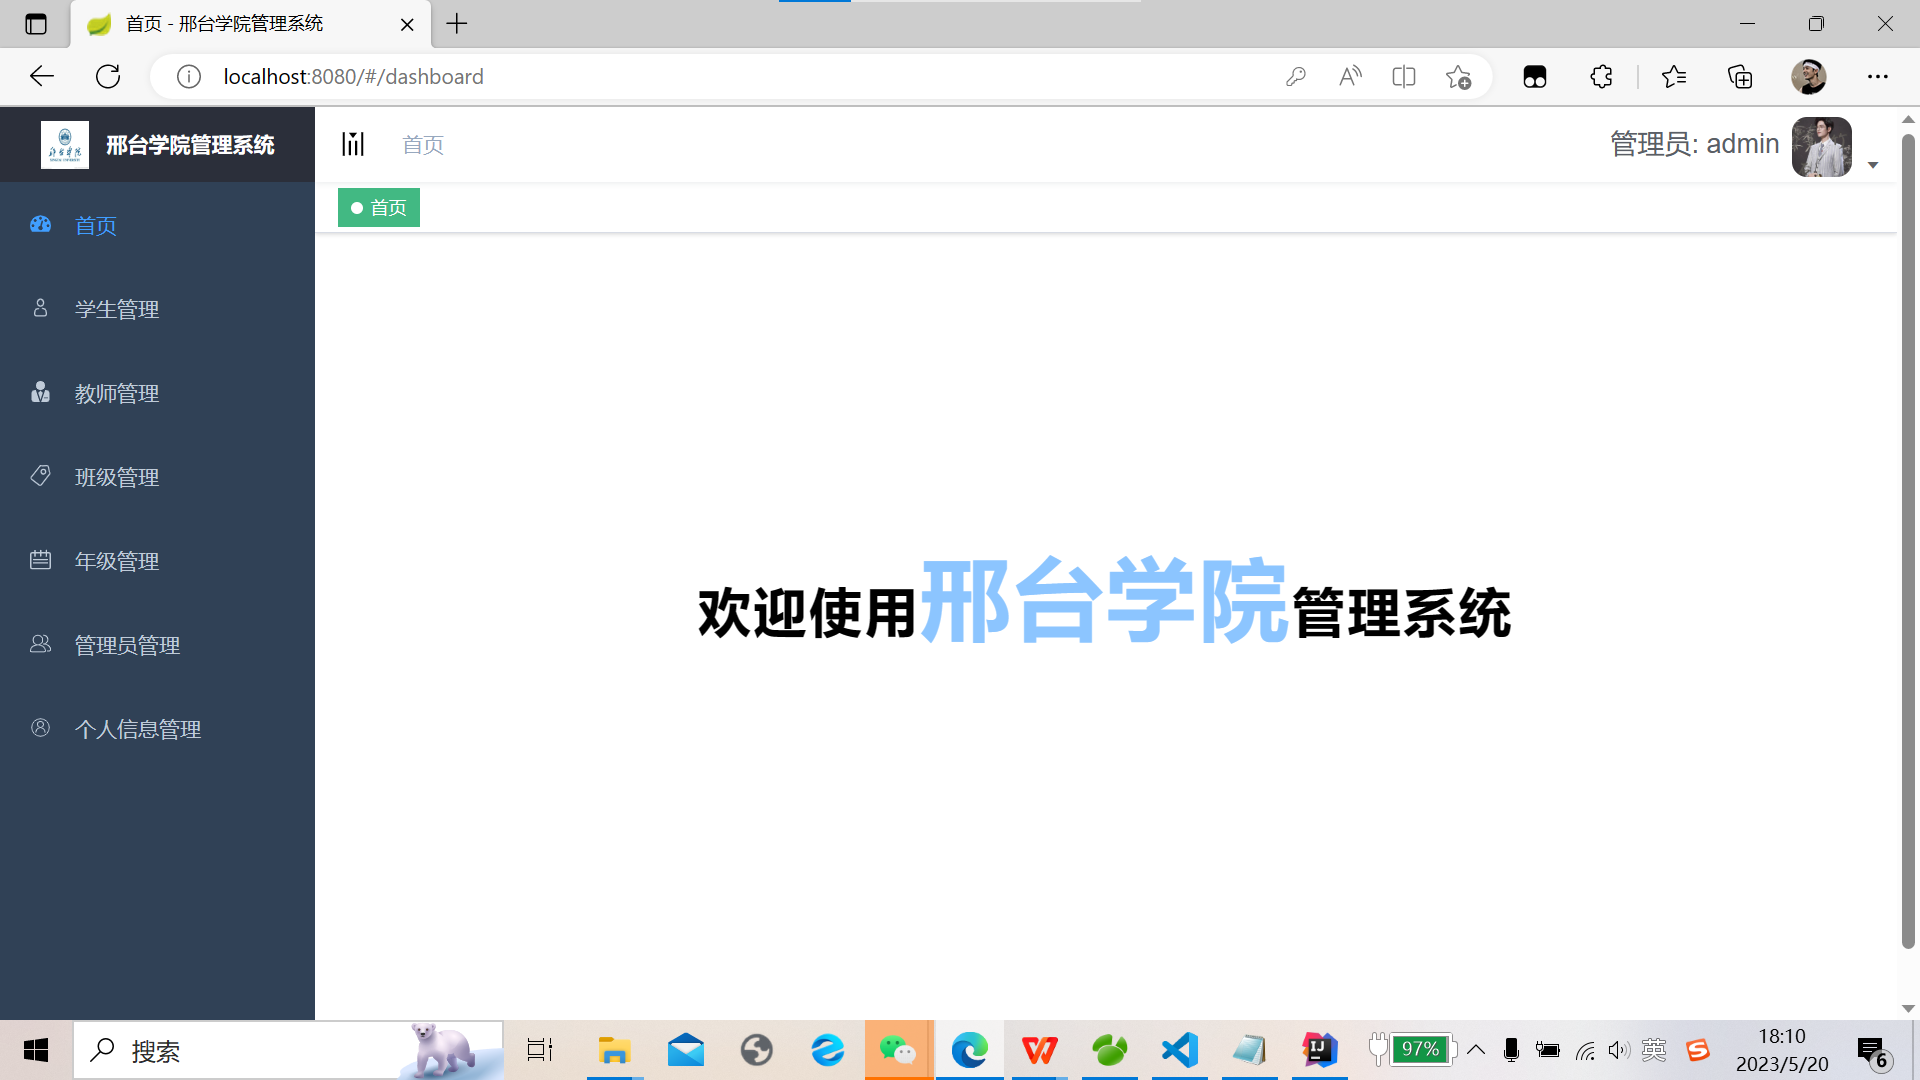 首页 - 邢台学院管理系统
localhost:8080/#/dashboard
邢台学院管理系统
首页
管理员: admin
首页
首页
学生管理
教师管理
班级管理
年级管理
管理员管理
个人信息管理
欢迎使用邢台学院管理系统
搜索
97%
英
18:10
2023/5/20
6